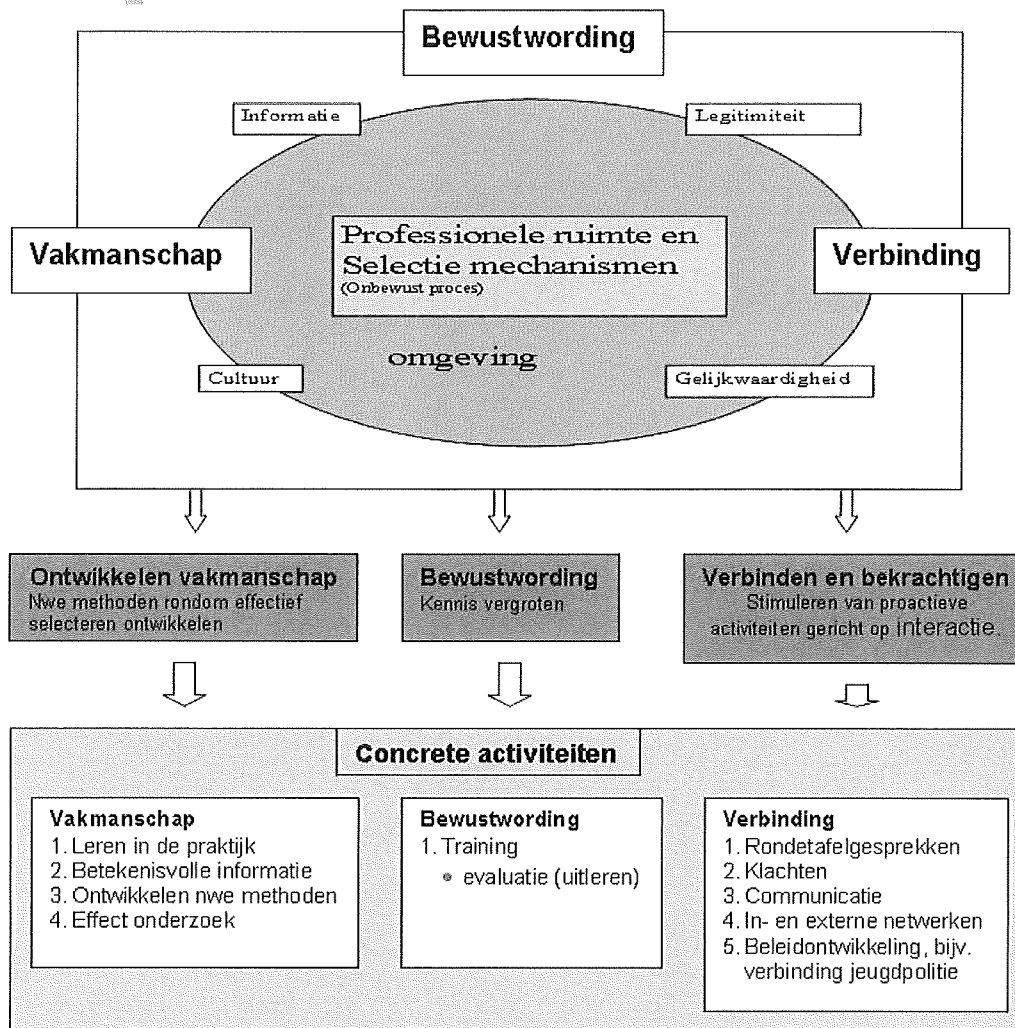 Bewustwording
Informatie
Legitimiteit
Vakmanschap
Professionele ruimte en
Selectie mechanismen
(Onbewust proces)
Verbinding
omgeving
Cultuur
Gelijkwaardigheid
Ontwikkelen vakmanschap
Nwe methoden rondom effectief
selecteren ontwikkelen
Bewustwording
Kennis vergroten
Verbinden en bekrachtigen
Stimuleren van proactieve
activiteiten gericht op interactie.
Concrete activiteiten
Vakmanschap
1. Leren in de praktijk
2. Betekenisvolle informatie
3. Ontwikkelen nwe methoden
4. Effect onderzoek
Bewustwording
1. Training
• evaluatie (uitleren)
Verbinding
1. Rondetafelgesprekken
2. Klachten
3. Communicatie
4. In- en externe netwerken
5. Beleidontwikkeling, bijv.
verbinding jeugdpolitie